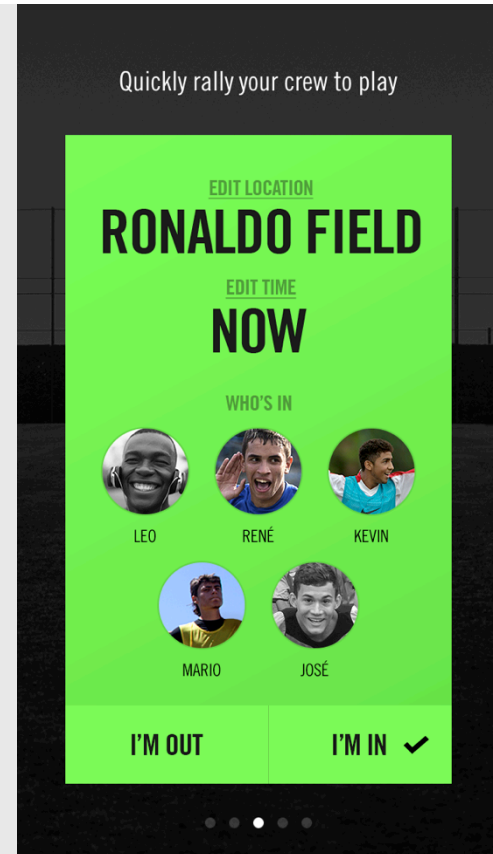 Quickly rally your crew to play
EDIT LOCATION
RONALDO FIELD
EDIT TIME
NOW
WHO'S IN
LEO RENÉ KEVIN
MARIO JOSÉ
I'M OUT I'M IN